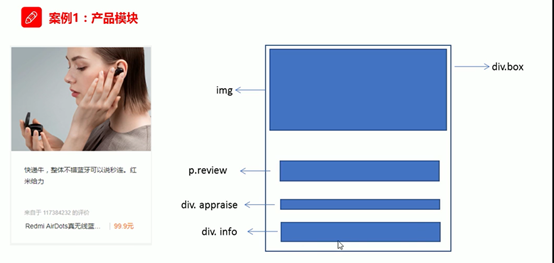 案例1：产品模块
快递牛，整体不错蓝牙可以说秒连。红
米给力
来自于 117384232 的评价
Redmi AirDots真无线蓝... 99.9元
div.box
img
p.review
div. appraise
div. info